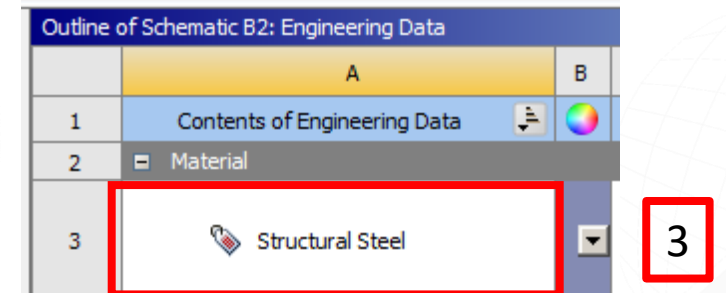 Outline of Schematic B2: Engineering Data
A B
1 Contents of Engineering Data
2 Material
3 Structural Steel
3